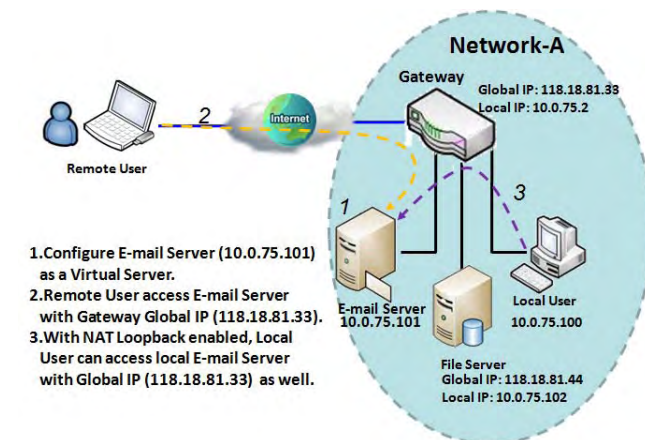 Network-A
Gateway
Global IP: 118.18.81.33
Local IP: 10.0.75.2
2
Internet
Remote User
1
3
E-mail Server
10.0.75.101
Local User
10.0.75.100
File Server
Global IP: 118.18.81.44
Local IP: 10.0.75.102
1.Configure E-mail Server (10.0.75.101)
as a Virtual Server.
2.Remote User access E-mail Server
with Gateway Global IP (118.18.81.33).
3.With NAT Loopback enabled, Local
User can access local E-mail Server
with Global IP (118.18.81.33) as well.